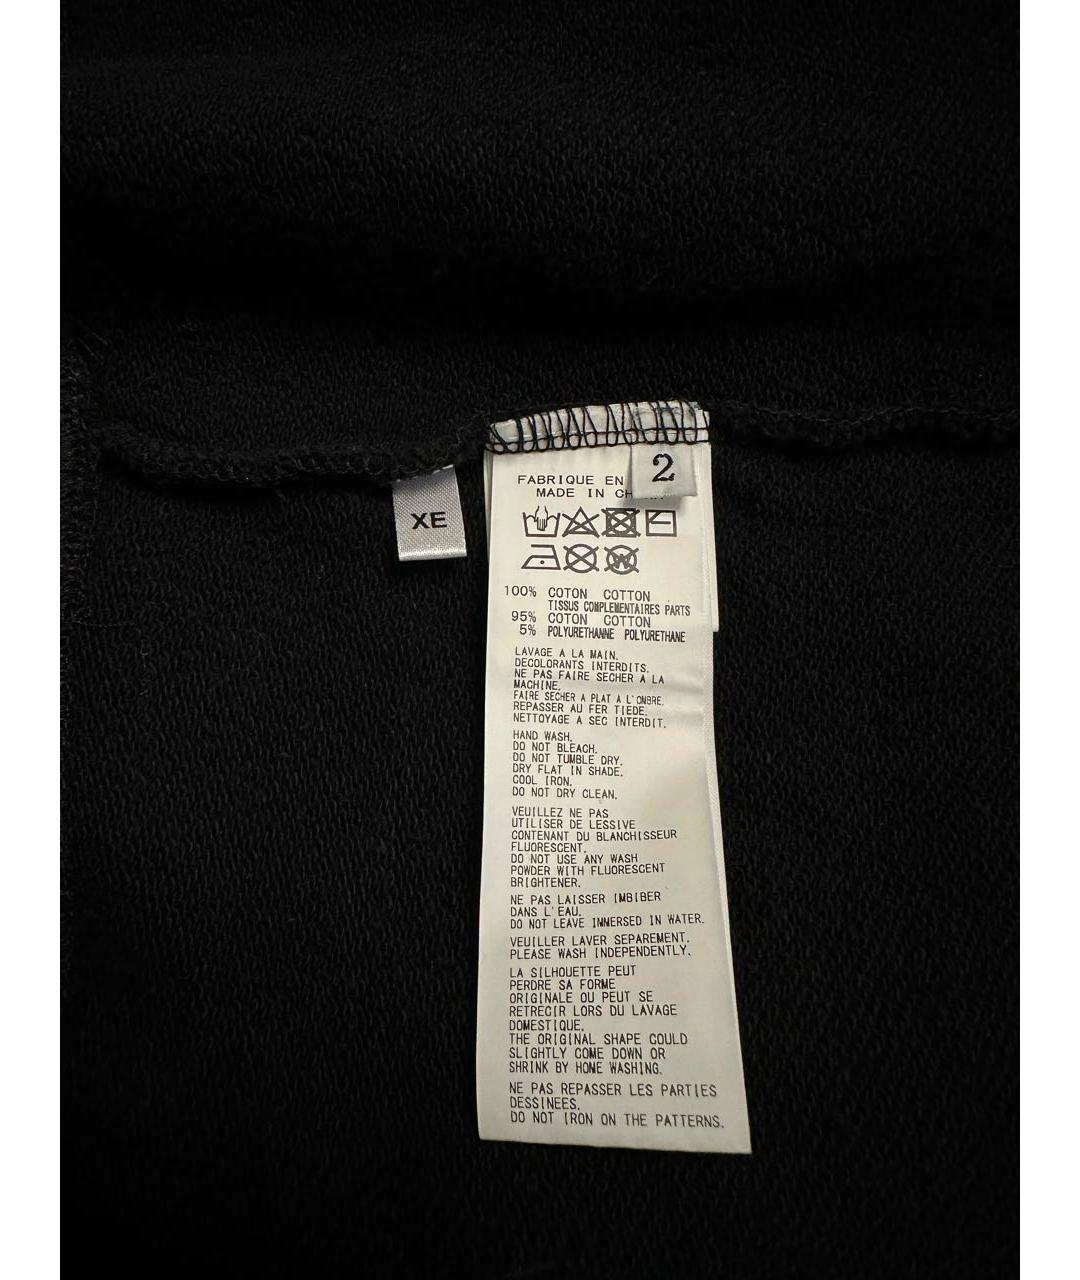 2
FABRIQUE EN
MADE IN
XE
W
100% COTON COTTON
TISSUS COMPLEMENTAIRES PARTS
95% COTON COTTON
5% POLYURETHANNE POLYURETHANE
LAVAGE A LA MAIN.
DECOLORANTS INTERDITS.
NE PAS FAIRE SECHER A LA
MACHINE.
FAIRE SECHER A PLAT A L'OMBRE.
REPASSER AU FER TIEDE.
NETTOYAGE A SEC INTERDIT.
HAND WASH.
DO NOT BLEACH.
DO NOT TUMBLE DRY.
DRY FLAT IN SHADE.
COOL IRON.
DO NOT DRY CLEAN.
VEUILLEZ NE PAS
UTILISER DE LESSIVE
CONTENANT DU BLANCHISSEUR
FLUORESCENT.
DO NOT USE ANY WASH
POWDER WITH FLUORESCENT
BRIGHTENER.
NE PAS LAISSER IMBIBER
DANS L'EAU.
DO NOT LEAVE IMMERSED IN WATER.
VEUILLER LAVER SEPAREMENT.
PLEASE WASH INDEPENDENTLY.
LA SILHOUETTE PEUT
PERDRE SA FORME
ORIGINALE OU PEUT SE
RETRECIR LORS DU LAVAGE
DOMESTIQUE.
THE ORIGINAL SHAPE COULD
SLIGHTLY COME DOWN OR
SHRINK BY HOME WASHING.
NE PAS REPASSER LES PARTIES
DESSINEES.
DO NOT IRON ON THE PATTERNS.